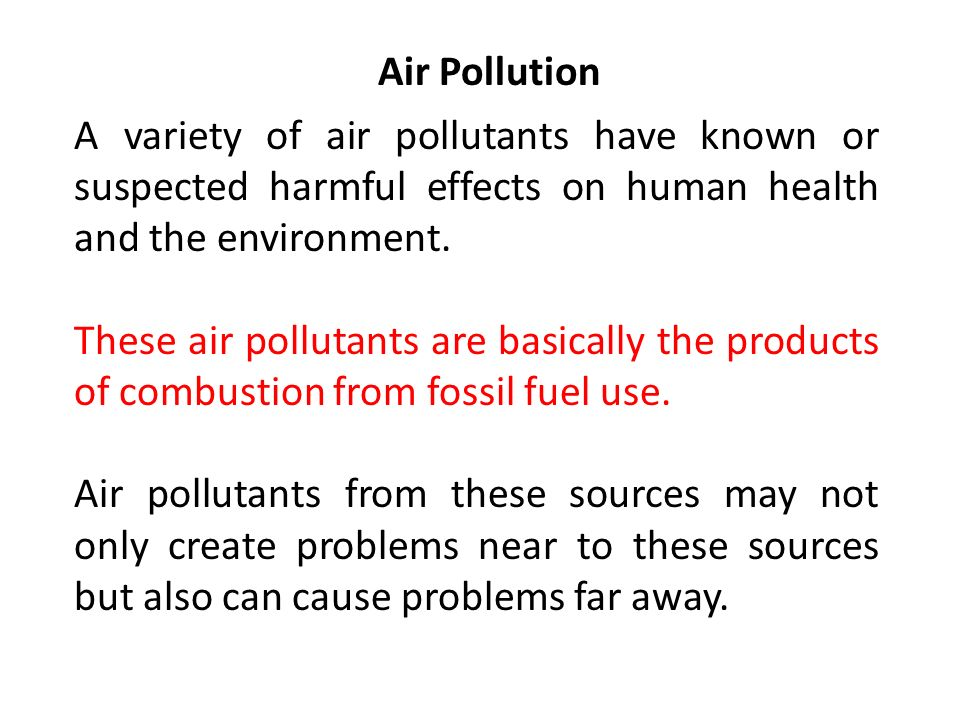 Air Pollution
A variety of air pollutants have known or
suspected harmful effects on human health
and the environment.
These air pollutants are basically the products
of combustion from fossil fuel use.
Air pollutants from these sources may not
only create problems near to these sources
but also can cause problems far away.